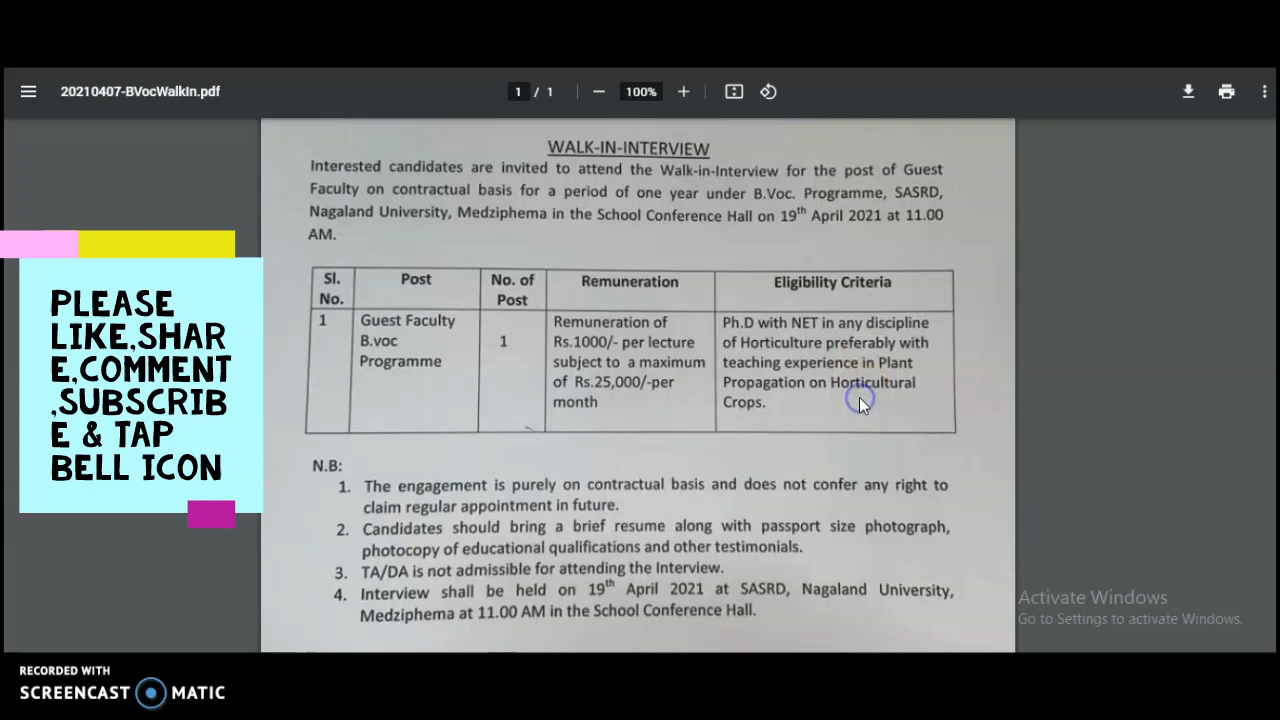 20210407-BVocWalkIn.pdf
1 / 1
100%
WALK-IN-INTERVIEW
Interested candidates are invited to attend the Walk-in-Interview for the post of Guest
Faculty on contractual basis for a period of one year under B.Voc. Programme, SASRD,
Nagaland University, Medziphema in the School Conference Hall on 19th April 2021 at 11.00
AM.
Sl. No. Post No. of Post Remuneration Eligibility Criteria
1 Guest Faculty B.voc Programme 1 Remuneration of Rs.1000/- per lecture subject to a maximum of Rs.25,000/-per month Ph.D with NET in any discipline of Horticulture preferably with teaching experience in Plant Propagation on Horticultural Crops.
N.B:
1. The engagement is purely on contractual basis and does not confer any right to
claim regular appointment in future.
2. Candidates should bring a brief resume along with passport size photograph,
photocopy of educational qualifications and other testimonials.
3. TA/DA is not admissible for attending the Interview.
4. Interview shall be held on 19th April 2021 at SASRD, Nagaland University,
Medziphema at 11.00 AM in the School Conference Hall.
PLEASE
LIKE,SHAR
E,COMMENT
,SUBSCRIB
E & TAP
BELL ICON
Activate Windows
Go to Settings to activate Windows.
RECORDED WITH
SCREENCAST MATIC